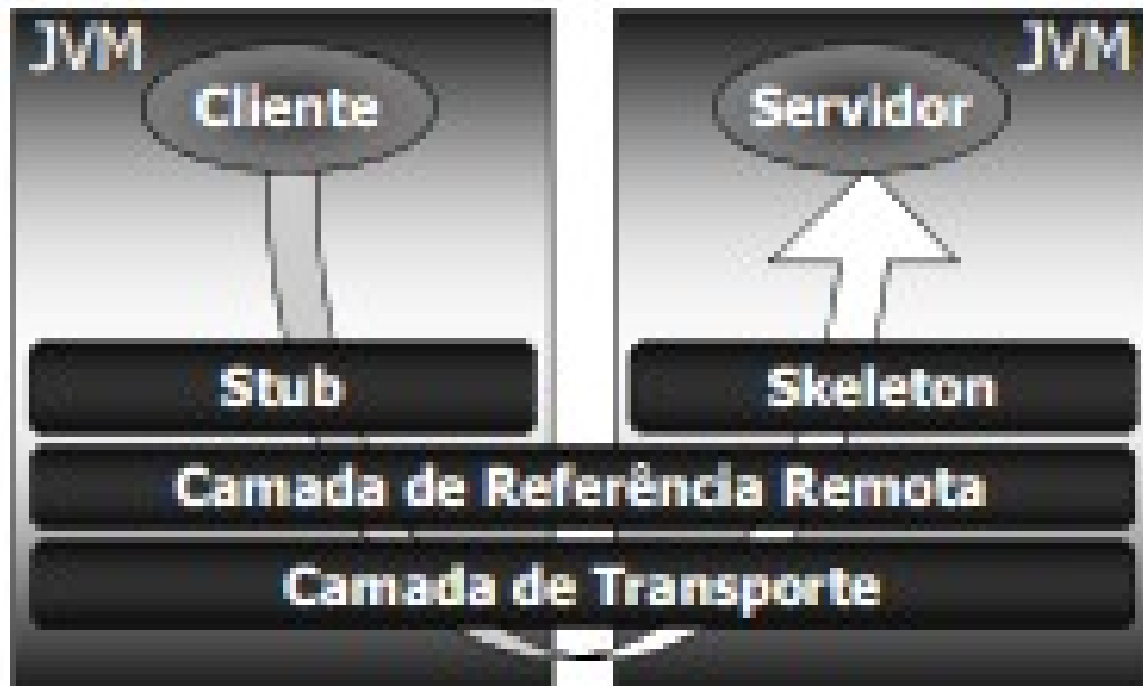 JVM
JVM
Cliente
Servidor
Stub
Skeleton
Camada de Referência Remota
Camada de Transporte